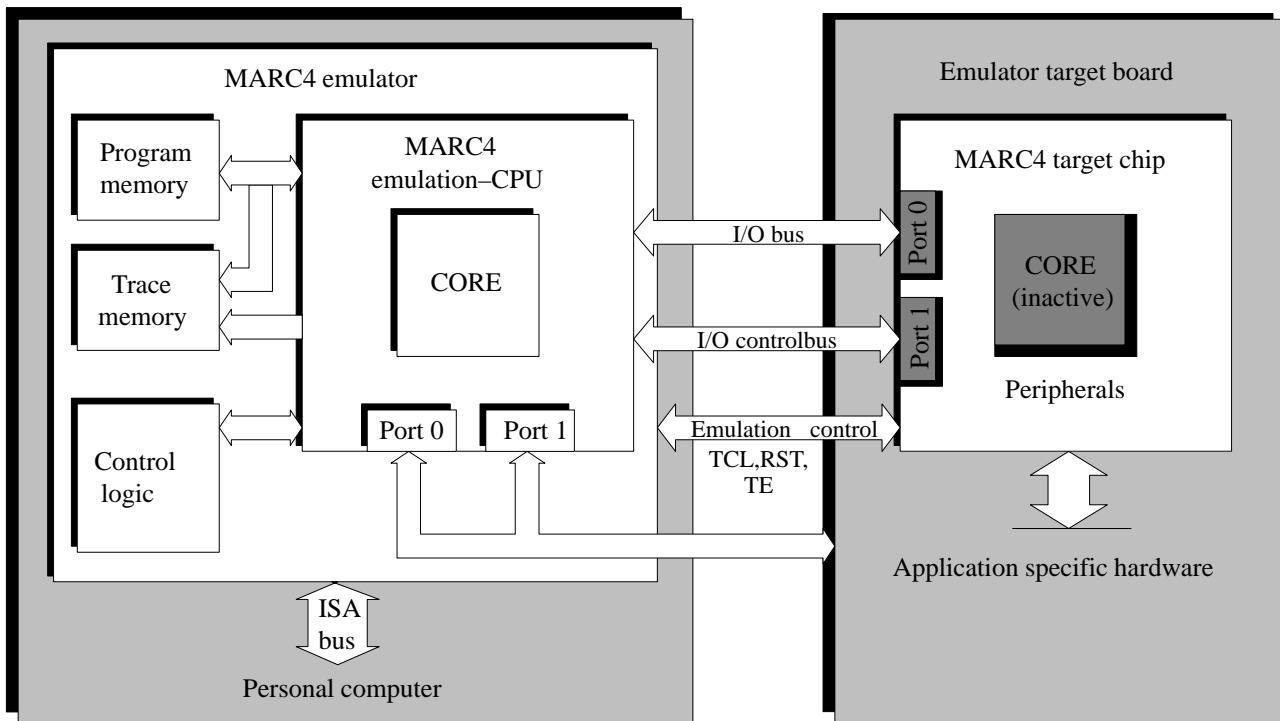 MARC4 emulator
Program
memory
Trace
memory
Control
logic
MARC4
emulation–CPU
CORE
Port 0
Port 1
I/O bus
I/O controlbus
Emulation control
TCL,RST,
TE
ISA
bus
Personal computer
Emulator target board
MARC4 target chip
Port 0
Port 1
CORE
(inactive)
Peripherals
Application specific hardware